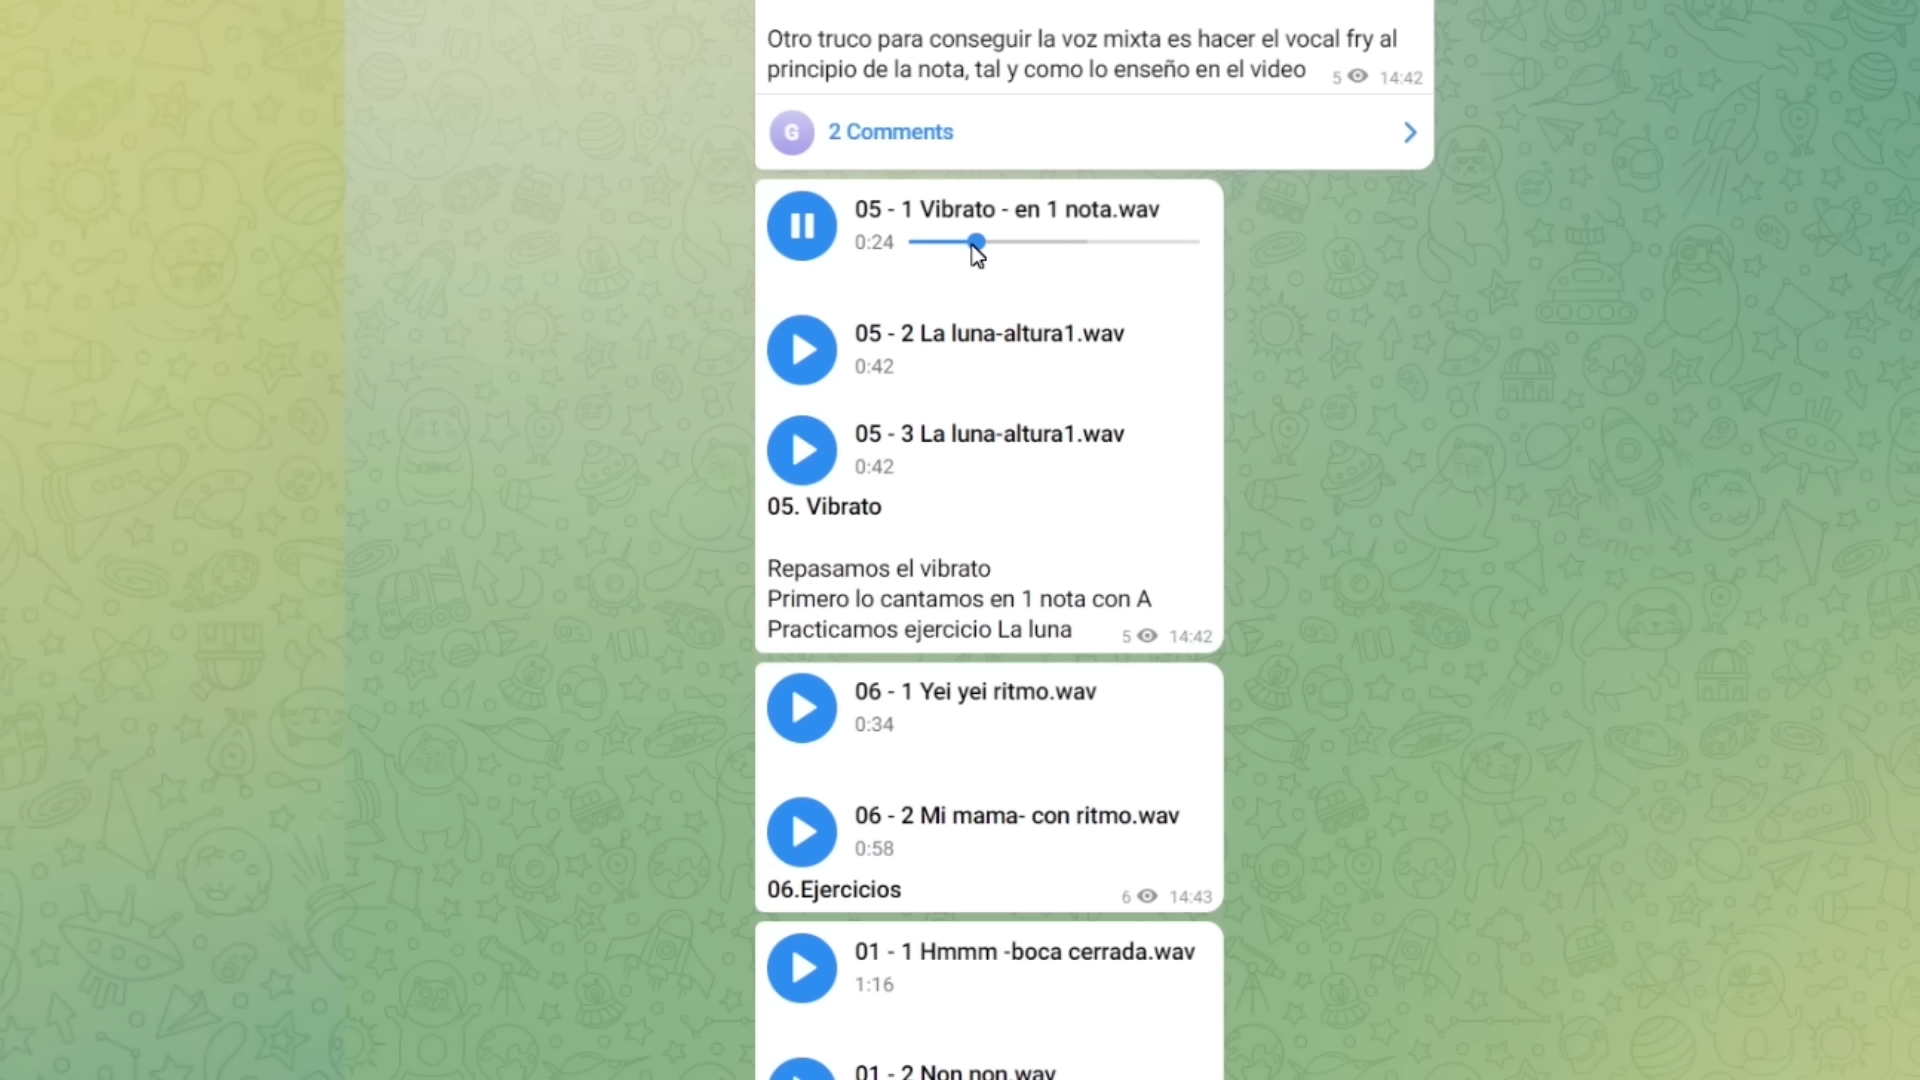 Otro truco para conseguir la voz mixta es hacer el vocal fry al
principio de la nota, tal y como lo enseño en el video
5 14:42
G 2 Comments
05 - 1 Vibrato - en 1 nota.wav
0:24
05 - 2 La luna-altura1.wav
0:42
05 - 3 La luna-altura1.wav
0:42
05. Vibrato
Repasamos el vibrato
Primero lo cantamos en 1 nota con A
Practicamos ejercicio La luna
5 14:42
06 - 1 Yei yei ritmo.wav
0:34
06 - 2 Mi mama- con ritmo.wav
0:58
06.Ejercicios
6 14:43
01 - 1 Hmmm -boca cerrada.wav
1:16
01 - 2 Non non.wav